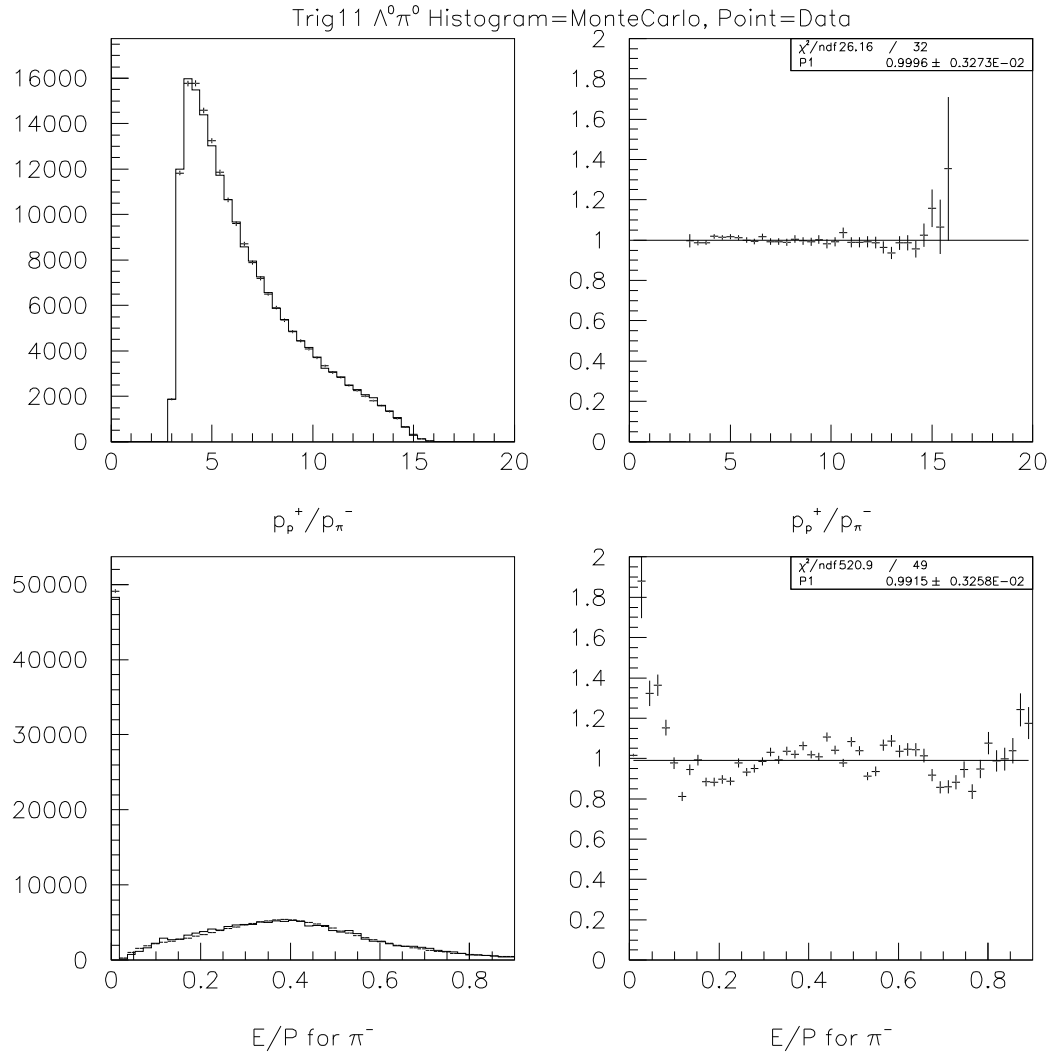 Trig11 Λ⁰π⁰ Histogram=MonteCarlo, Point=Data
16000
14000
12000
10000
8000
6000
4000
2000
0
0 5 10 15 20
p_p⁺/p_π⁻
χ²/ndf 26.16 / 32
P1 0.9996 ± 0.3273E-02
2
1.8
1.6
1.4
1.2
1
0.8
0.6
0.4
0.2
0
0 5 10 15 20
p_p⁺/p_π⁻
50000
40000
30000
20000
10000
0
0 0.2 0.4 0.6 0.8
E/P for π⁻
χ²/ndf 520.9 / 49
P1 0.9915 ± 0.3258E-02
2
1.8
1.6
1.4
1.2
1
0.8
0.6
0.4
0.2
0
0 0.2 0.4 0.6 0.8
E/P for π⁻